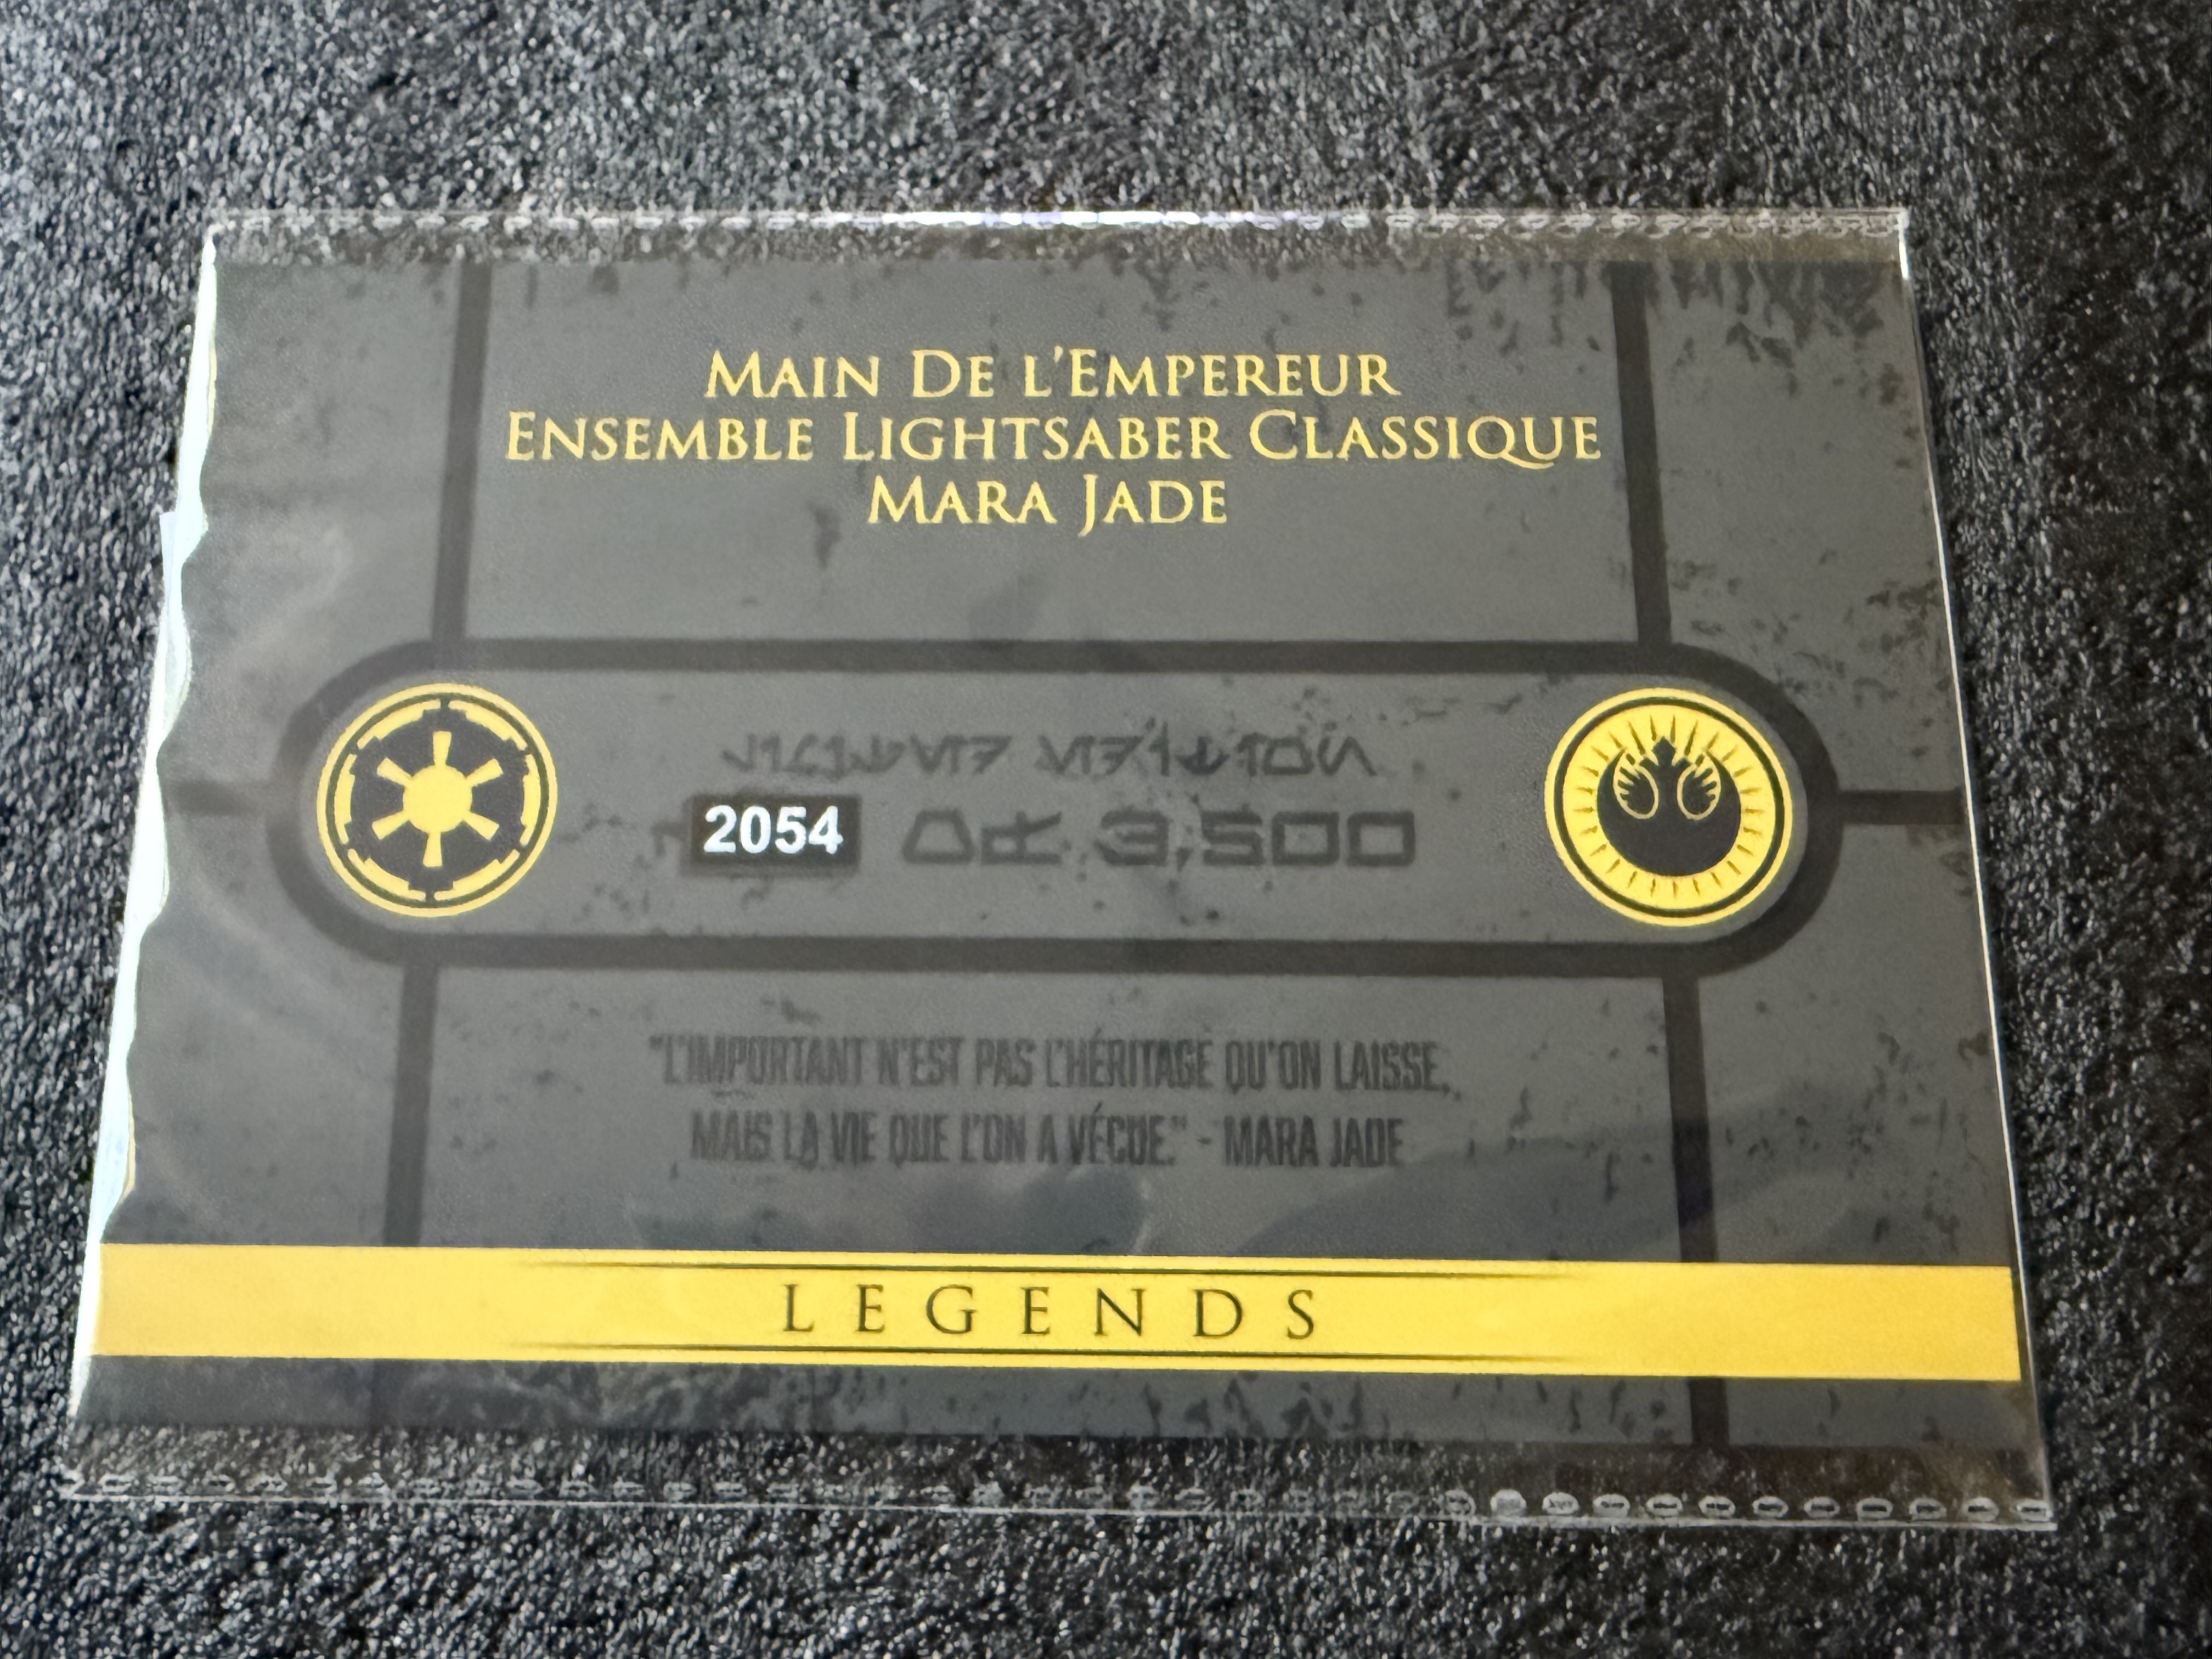 Main De l'Empereur
Ensemble Lightsaber Classique
Mara Jade
2054 OF 3,500
"L'IMPORTANT N'EST PAS L'HÉRITAGE QU'ON LAISSE,
MAIS LA VIE QUE L'ON A VÉCUE." - MARA JADE
LEGENDS